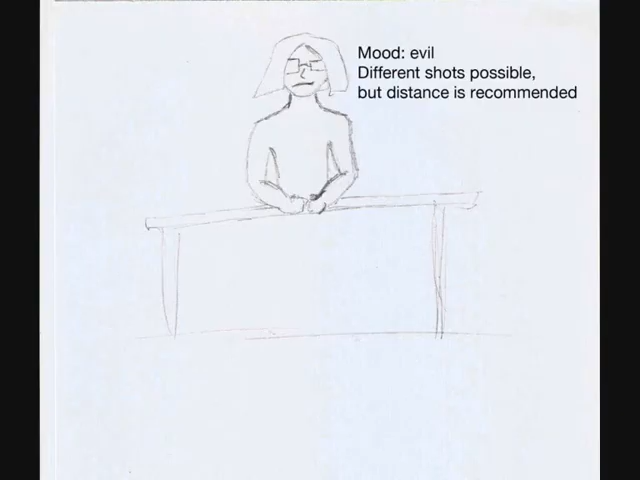 Mood: evil
Different shots possible,
but distance is recommended